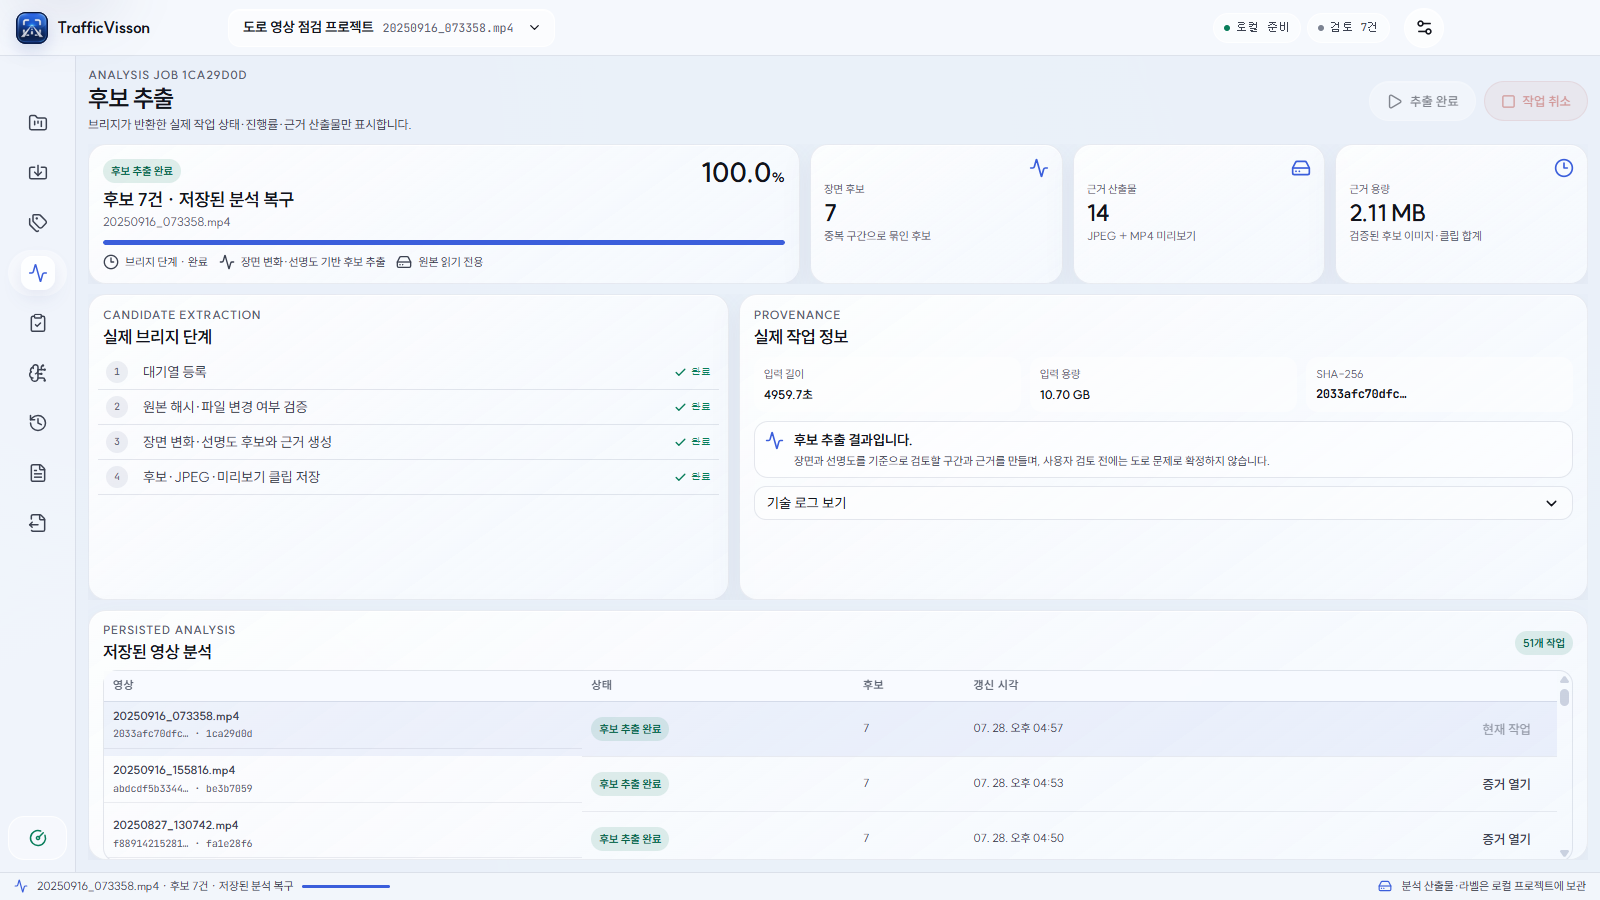 TrafficVisson
도로 영상 점검 프로젝트 20250916_073358.mp4
로컬 준비
검토 7건
ANALYSIS JOB 1CA29D0D
후보 추출
브리지가 반환한 실제 작업 상태·진행률·근거 산출물만 표시합니다.
추출 완료
작업 취소
후보 추출 완료
100.0%
후보 7건 · 저장된 분석 복구
20250916_073358.mp4
브리지 단계 · 완료
장면 변화·선명도 기반 후보 추출
원본 읽기 전용
장면 후보
7
중복 구간으로 묶인 후보
근거 산출물
14
JPEG + MP4 미리보기
근거 용량
2.11 MB
검증된 후보 이미지·클립 합계
CANDIDATE EXTRACTION
실제 브리지 단계
1 대기열 등록 완료
2 원본 해시·파일 변경 여부 검증 완료
3 장면 변화·선명도 후보와 근거 생성 완료
4 후보·JPEG·미리보기 클립 저장 완료
PROVENANCE
실제 작업 정보
입력 길이
4959.7초
입력 용량
10.70 GB
SHA-256
2033afc70dfc…
후보 추출 결과입니다.
장면과 선명도를 기준으로 검토할 구간과 근거를 만들며, 사용자 검토 전에는 도로 문제로 확정하지 않습니다.
기술 로그 보기
PERSISTED ANALYSIS
저장된 영상 분석
51개 작업
영상 상태 후보 갱신 시각
20250916_073358.mp4
2033afc70dfc… · 1ca29d0d
후보 추출 완료 7 07. 28. 오후 04:57 현재 작업
20250916_155816.mp4
abdcdf5b3344… · be3b7059
후보 추출 완료 7 07. 28. 오후 04:53 증거 열기
20250827_130742.mp4
f88914215281… · fa1e28f6
후보 추출 완료 7 07. 28. 오후 04:50 증거 열기
20250916_073358.mp4 · 후보 7건 · 저장된 분석 복구
분석 산출물·라벨은 로컬 프로젝트에 보관